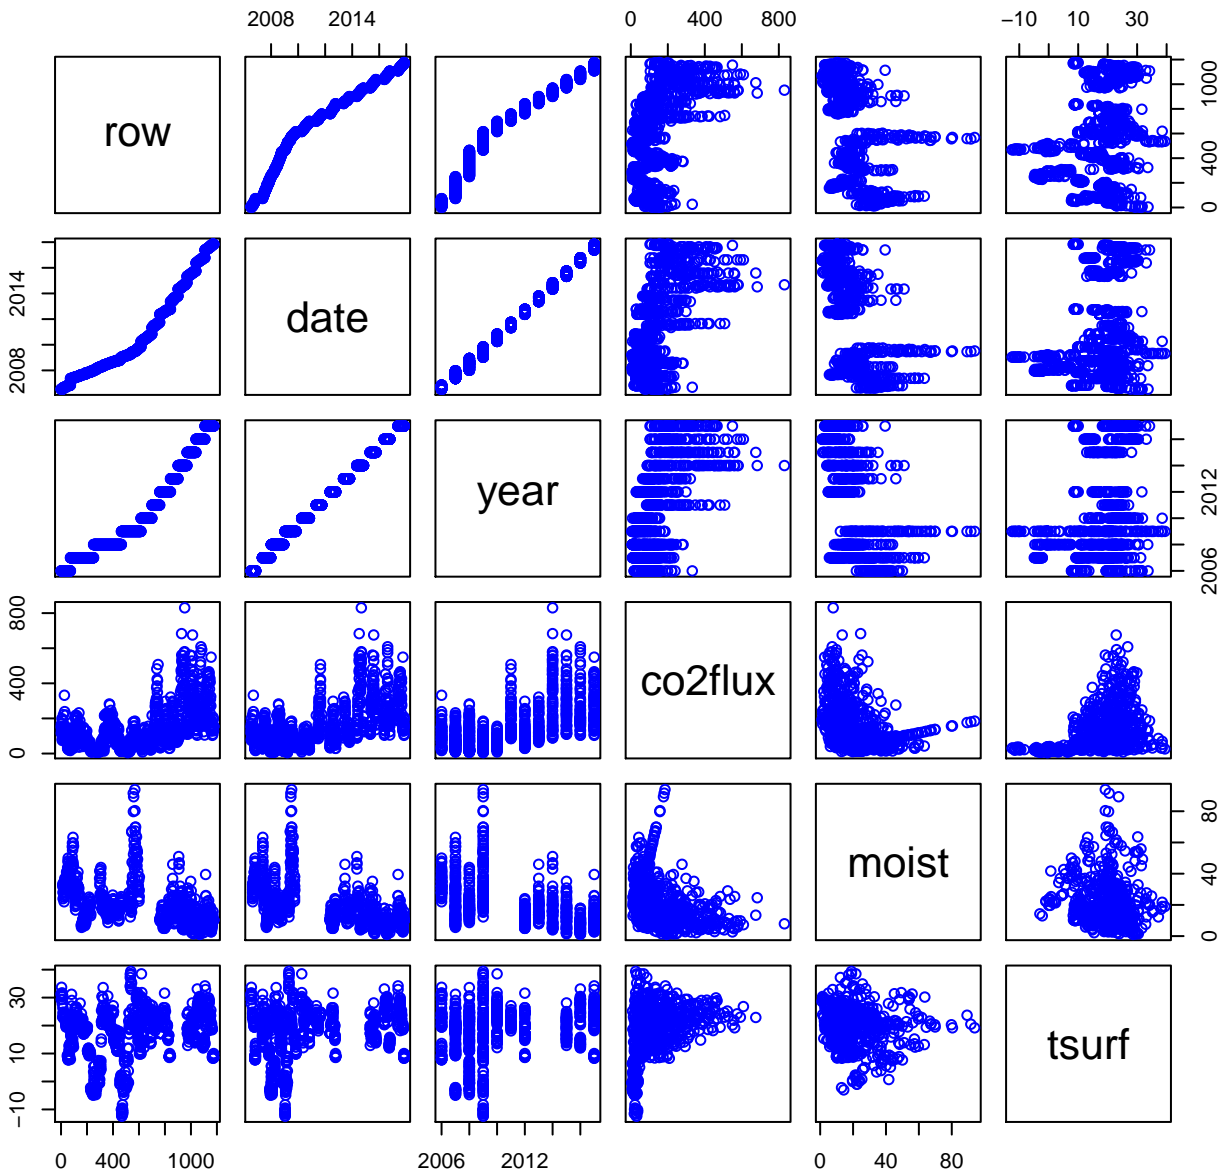 2008 2014 0 400 800 −10 10 30
row 0 400 1000
2008 2014 date
year 2006 2012
0 400 800 co2flux
moist 0 40 80
−10 10 30 tsurf
0 400 1000 2006 2012 0 40 80